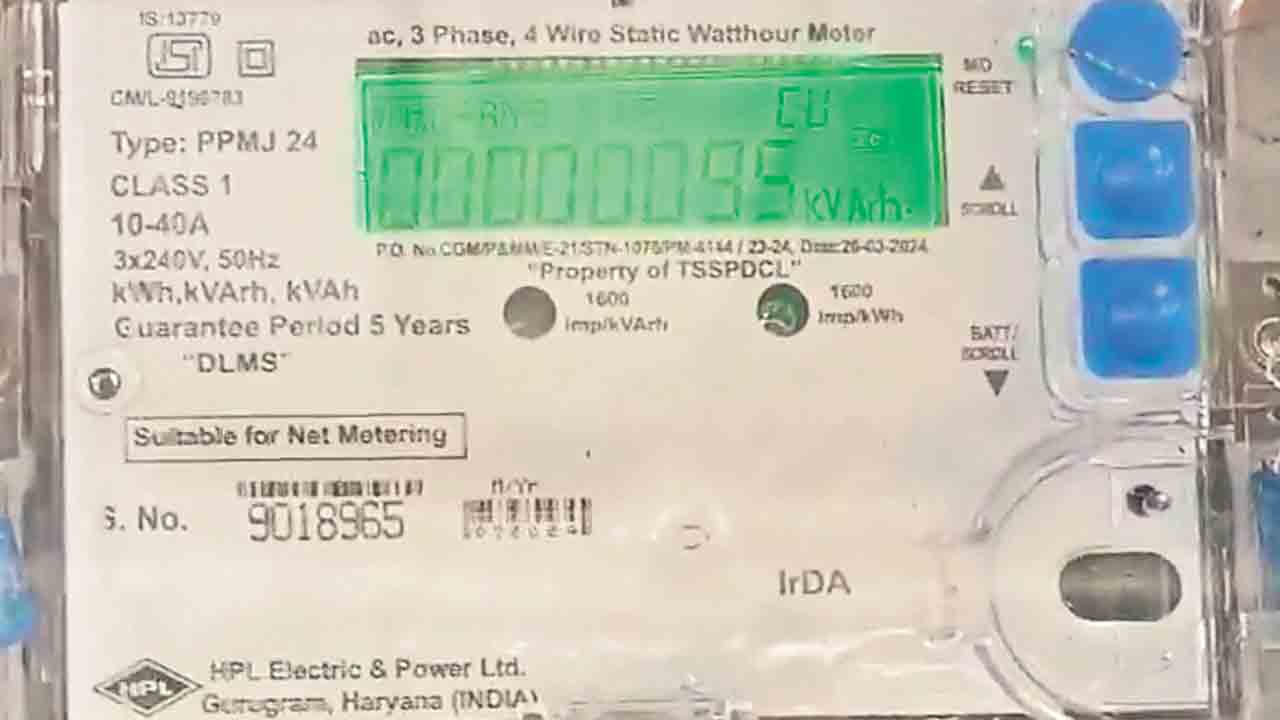 IS:13779
ISI
CM/L-9196783
ac, 3 Phase, 4 Wire Static Watthour Meter
Type: PPMJ 24
CLASS 1
10-40A
3x240V, 50Hz
kWh,kVArh, kVAh
Guarantee Period 5 Years
"DLMS"
CU
00000095 kVArh
MD
RESET
SCROLL
BATT/
SCROLL
"Property of TSSPDCL"
1600
Imp/kVArh
1600
Imp/kWh
Suitable for Net Metering
S. No.
9018965
M/Yr
IrDA
HPL
HPL Electric & Power Ltd.
Gurugram, Haryana (INDIA)